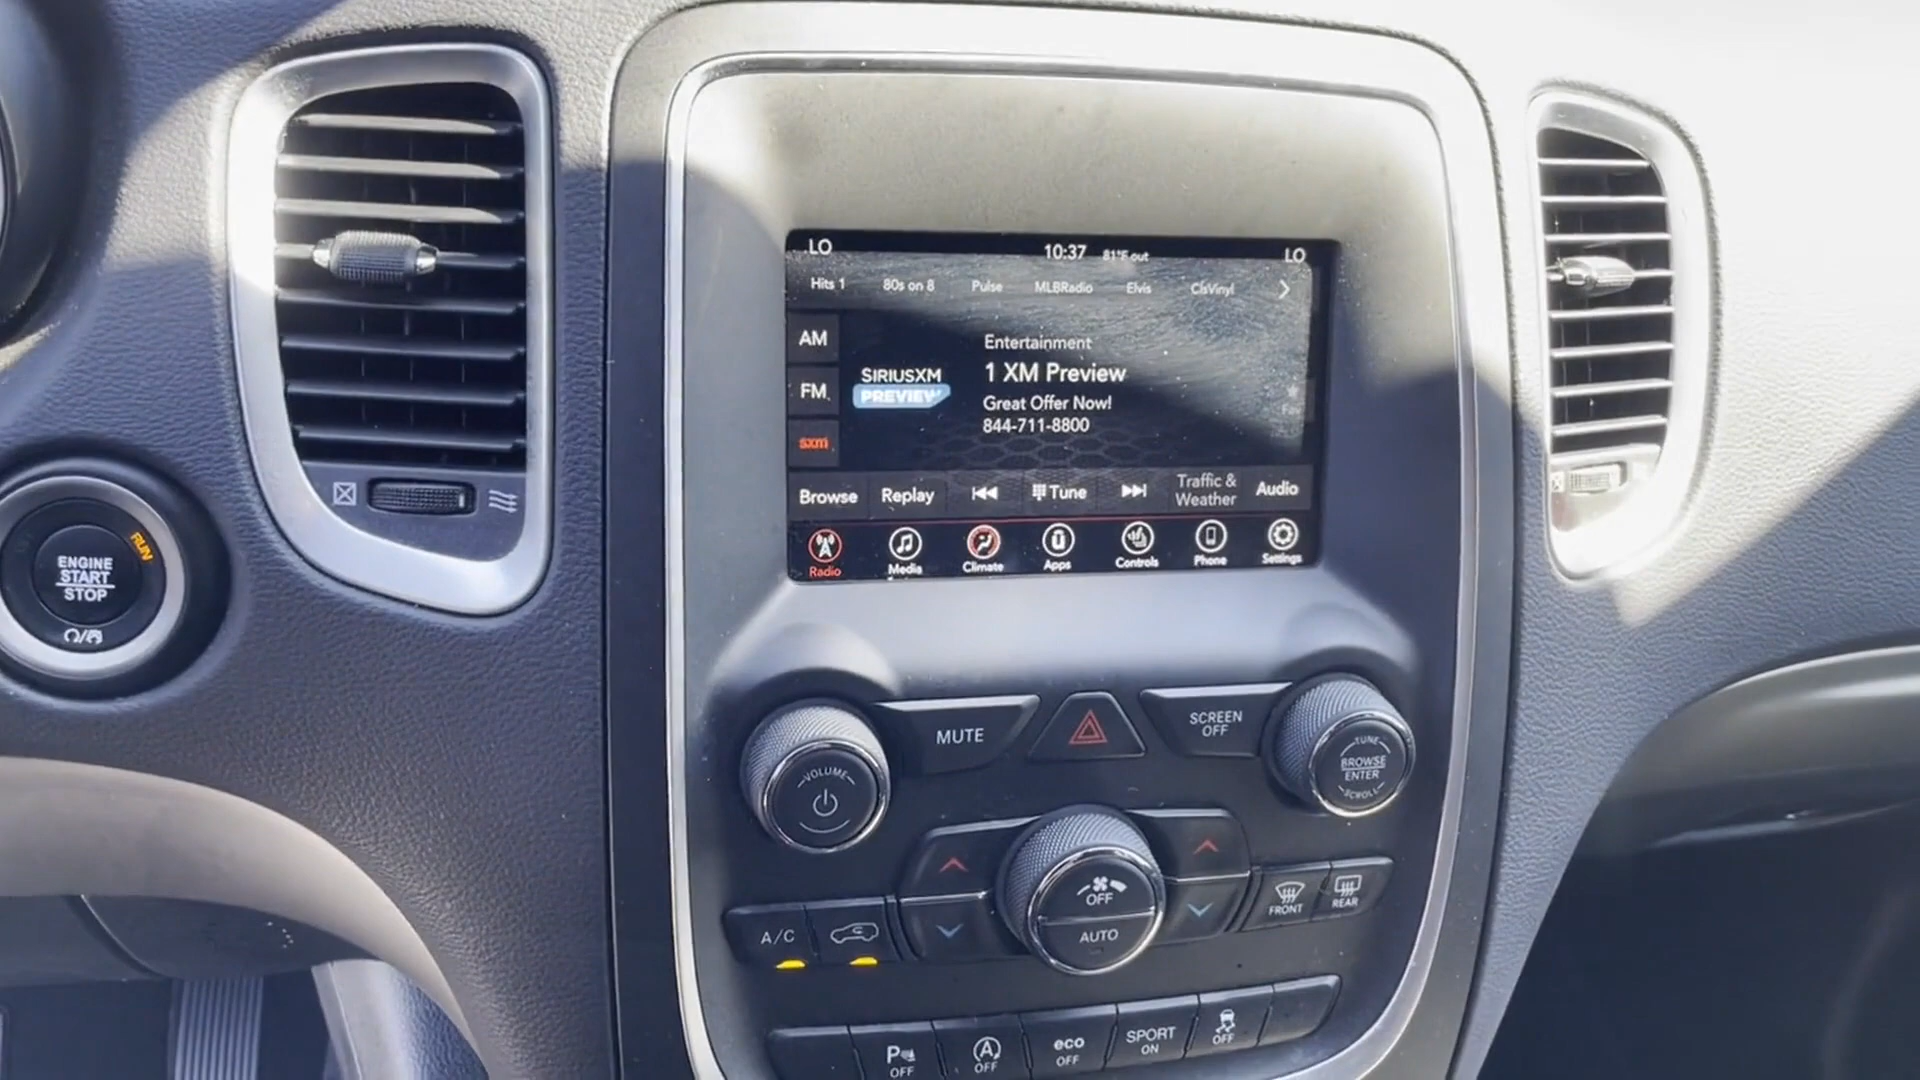 LO
10:37
81°F out
LO
Hits 1
80s on 8
Pulse
MLBRadio
Elvis
ClsVinyl
AM
FM
sxm
SIRIUSXM
PREVIEW
Entertainment
1 XM Preview
Great Offer Now!
844-711-8800
Fav
Browse
Replay
Tune
Traffic &
Weather
Audio
Radio
Media
Climate
Apps
Controls
Phone
Settings
ENGINE
START
STOP
RUN
MUTE
SCREEN
OFF
VOLUME
TUNE
BROWSE
ENTER
SCROLL
OFF
AUTO
A/C
FRONT
REAR
P
OFF
A
OFF
eco
OFF
SPORT
ON
OFF